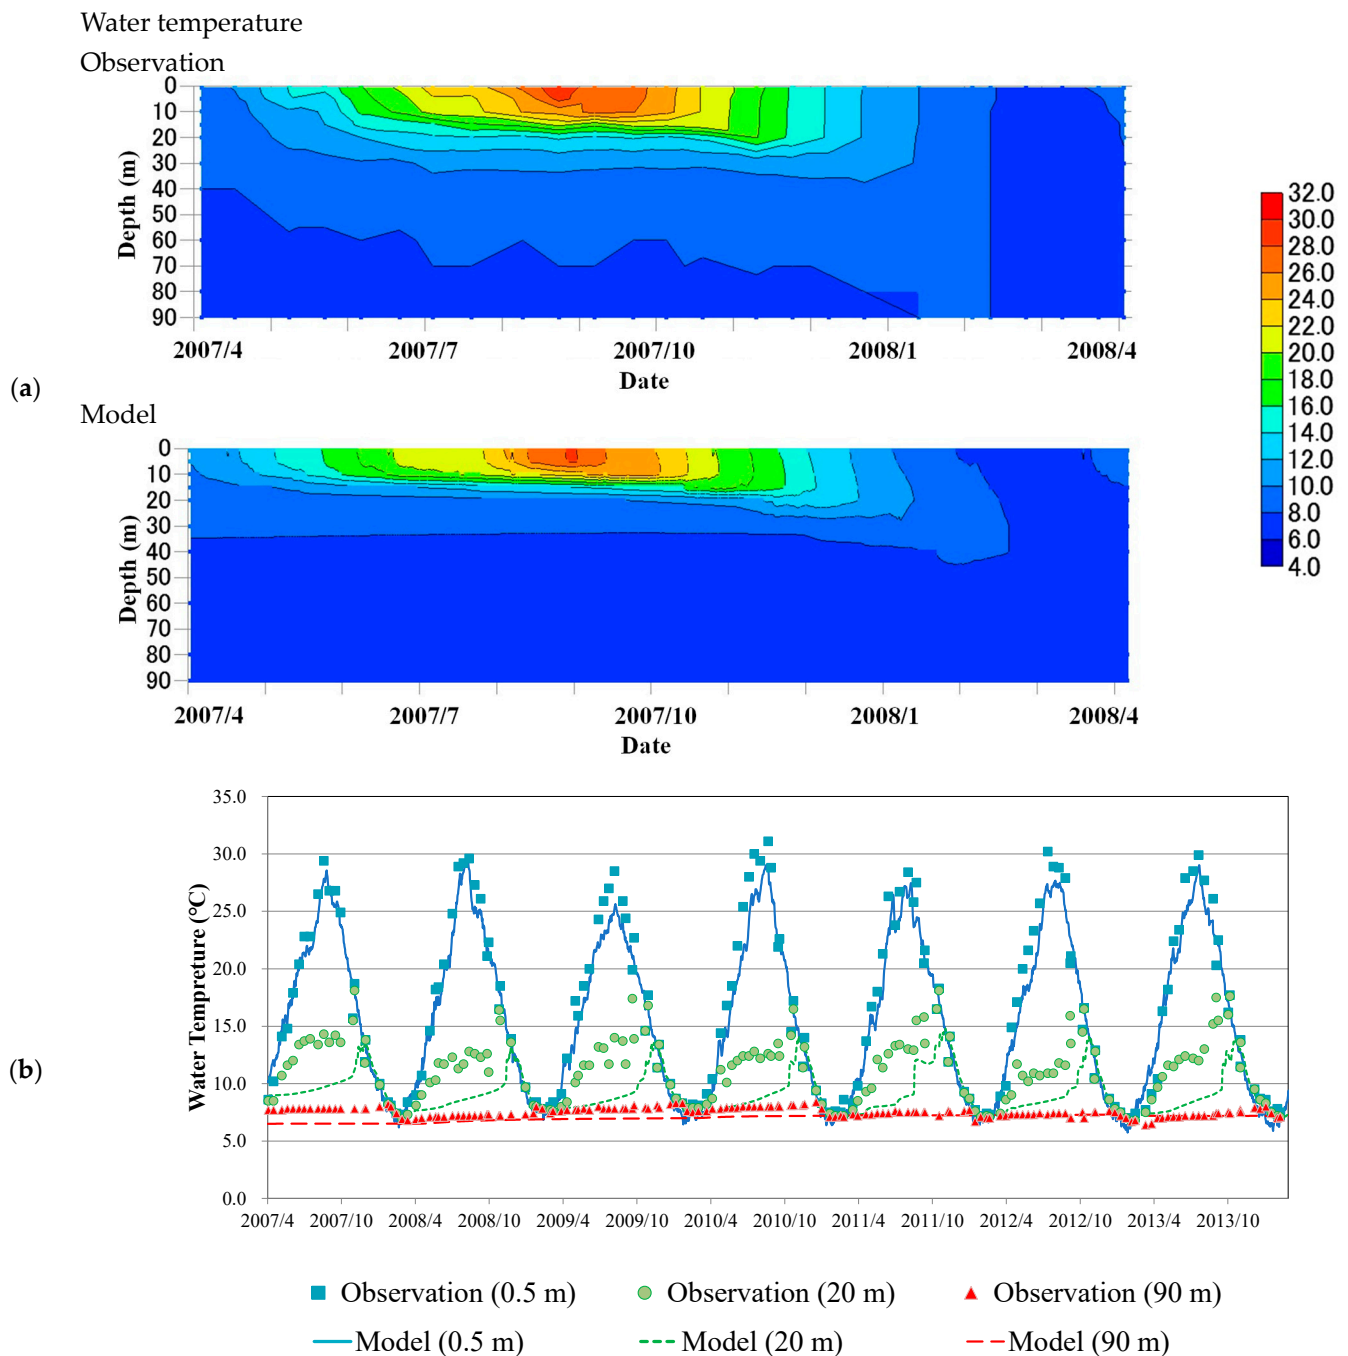 Water temperature
Observation
0
10
20
30
40
50
60
70
80
90
Depth (m)
2007/4 2007/7 2007/10 2008/1 2008/4
Date
(a)
32.0
30.0
28.0
26.0
24.0
22.0
20.0
18.0
16.0
14.0
12.0
10.0
8.0
6.0
4.0
Model
0
10
20
30
40
50
60
70
80
90
Depth (m)
2007/4 2007/7 2007/10 2008/1 2008/4
Date
(b)
Water Tempreture (°C)
35.0
30.0
25.0
20.0
15.0
10.0
5.0
0.0
2007/4 2007/10 2008/4 2008/10 2009/4 2009/10 2010/4 2010/10 2011/4 2011/10 2012/4 2012/10 2013/4 2013/10
Observation (0.5 m) Observation (20 m) Observation (90 m)
Model (0.5 m) Model (20 m) Model (90 m)